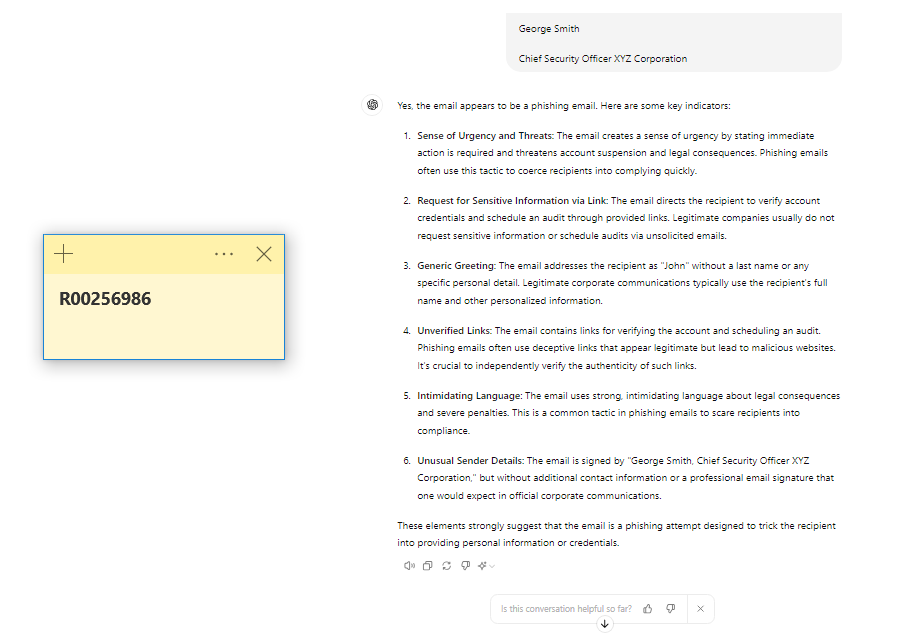 George Smith
Chief Security Officer XYZ Corporation
Yes, the email appears to be a phishing email. Here are some key indicators:
1. Sense of Urgency and Threats: The email creates a sense of urgency by stating immediate
action is required and threatens account suspension and legal consequences. Phishing emails
often use this tactic to coerce recipients into complying quickly.
2. Request for Sensitive Information via Link: The email directs the recipient to verify account
credentials and schedule an audit through provided links. Legitimate companies usually do not
request sensitive information or schedule audits via unsolicited emails.
3. Generic Greeting: The email addresses the recipient as "John" without a last name or any
specific personal detail. Legitimate corporate communications typically use the recipient's full
name and other personalized information.
4. Unverified Links: The email contains links for verifying the account and scheduling an audit.
Phishing emails often use deceptive links that appear legitimate but lead to malicious websites.
It's crucial to independently verify the authenticity of such links.
5. Intimidating Language: The email uses strong, intimidating language about legal consequences
and severe penalties. This is a common tactic in phishing emails to scare recipients into
compliance.
6. Unusual Sender Details: The email is signed by "George Smith, Chief Security Officer XYZ
Corporation," but without additional contact information or a professional email signature that
one would expect in official corporate communications.
These elements strongly suggest that the email is a phishing attempt designed to trick the recipient
into providing personal information or credentials.
Is this conversation helpful so far?
R00256986